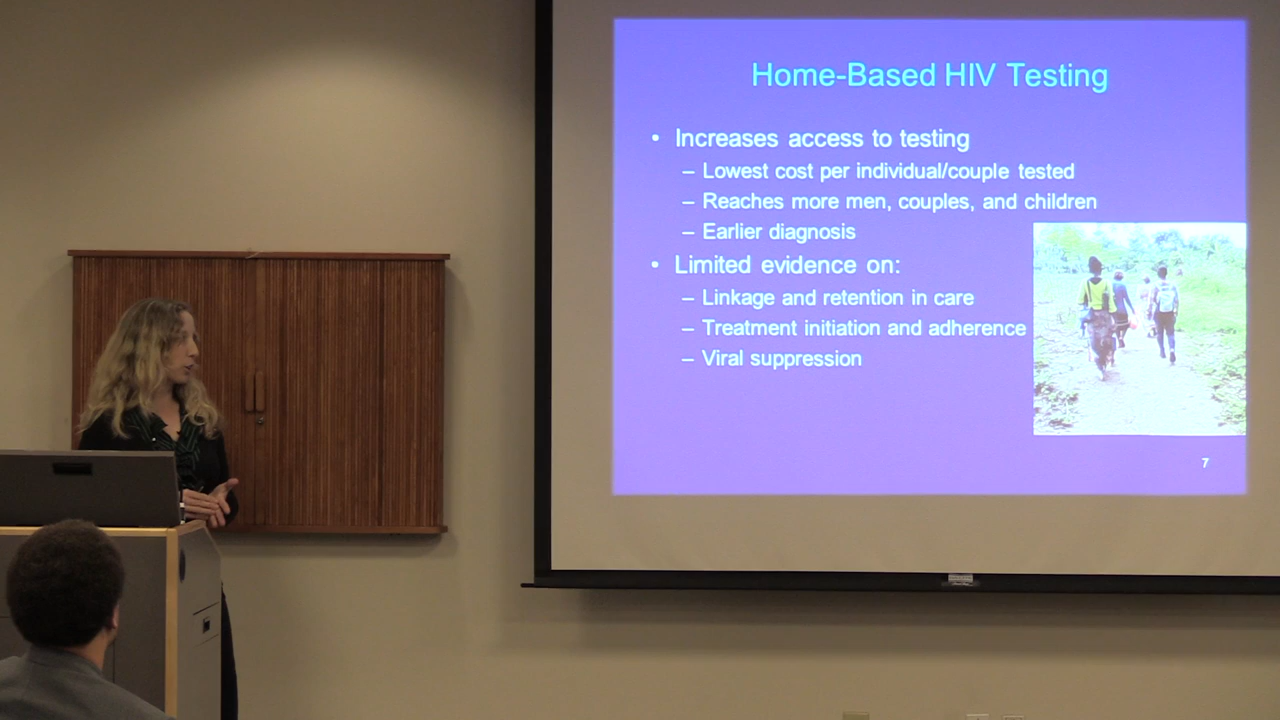 Home-Based HIV Testing
• Increases access to testing
– Lowest cost per individual/couple tested
– Reaches more men, couples, and children
– Earlier diagnosis
• Limited evidence on:
– Linkage and retention in care
– Treatment initiation and adherence
– Viral suppression
7